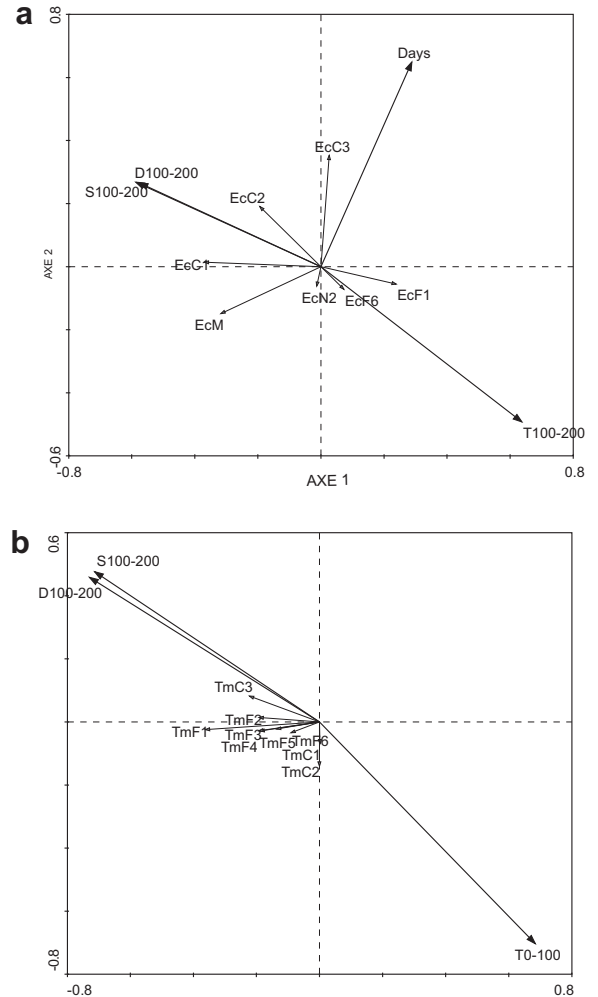 a
0.8
Days
EcC3
D100-200
S100-200
EcC2
AXE 2
EcC1
EcN2
EcF6
EcF1
EcM
T100-200
-0.6
-0.8
0.8
AXE 1
b
0.6
S100-200
D100-200
TmC3
TmF2
TmF1
TmF3
TmF6
TmF4
TmF5
TmC1
TmC2
T0-100
-0.8
-0.8
0.8